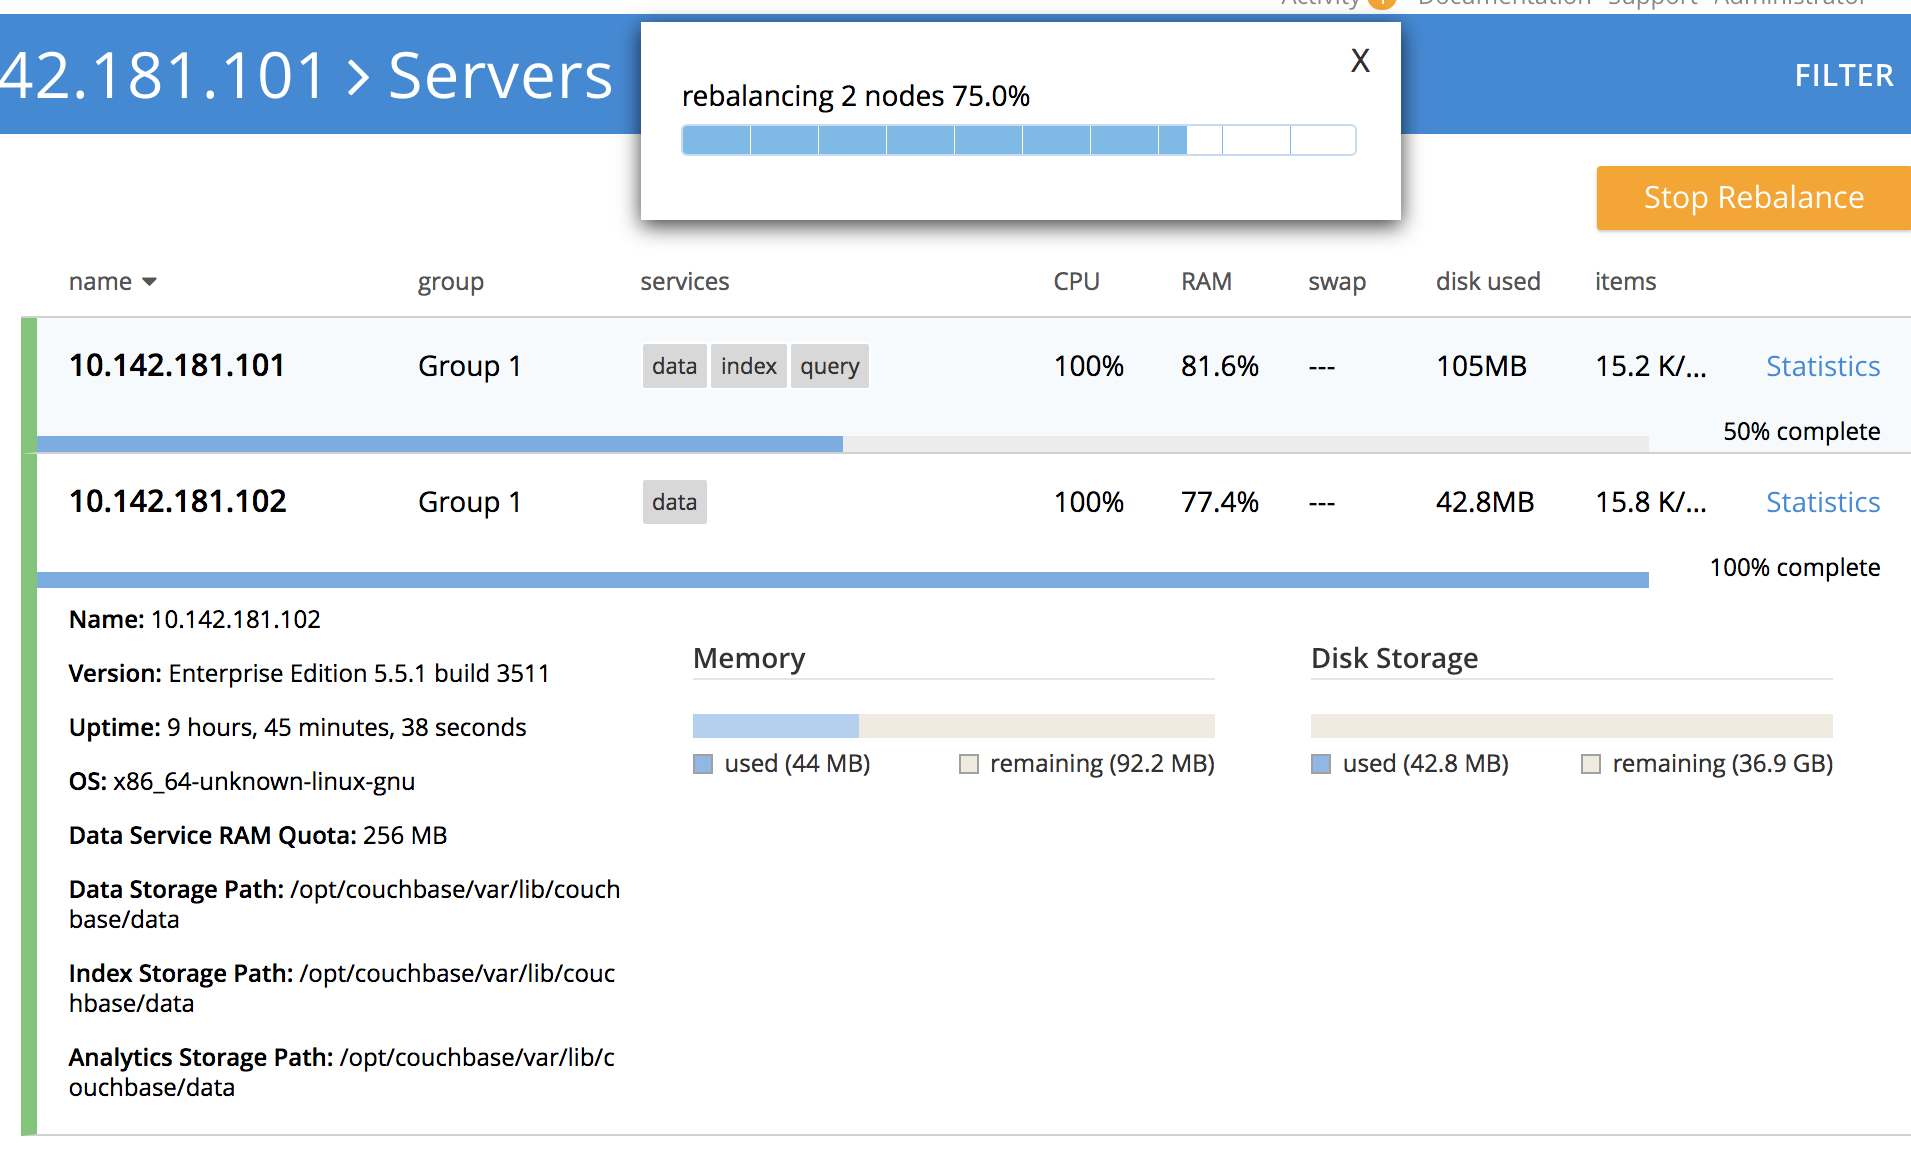 Activity Documentation Support Administrator
42.181.101 > Servers
X
FILTER
rebalancing 2 nodes 75.0%
Stop Rebalance
name group services CPU RAM swap disk used items
10.142.181.101 Group 1 data index query 100% 81.6% --- 105MB 15.2 K/... Statistics
50% complete
10.142.181.102 Group 1 data 100% 77.4% --- 42.8MB 15.8 K/... Statistics
100% complete
Name: 10.142.181.102
Version: Enterprise Edition 5.5.1 build 3511
Uptime: 9 hours, 45 minutes, 38 seconds
OS: x86_64-unknown-linux-gnu
Data Service RAM Quota: 256 MB
Data Storage Path: /opt/couchbase/var/lib/couch
base/data
Index Storage Path: /opt/couchbase/var/lib/couc
hbase/data
Analytics Storage Path: /opt/couchbase/var/lib/c
ouchbase/data
Memory
used (44 MB) remaining (92.2 MB)
Disk Storage
used (42.8 MB) remaining (36.9 GB)